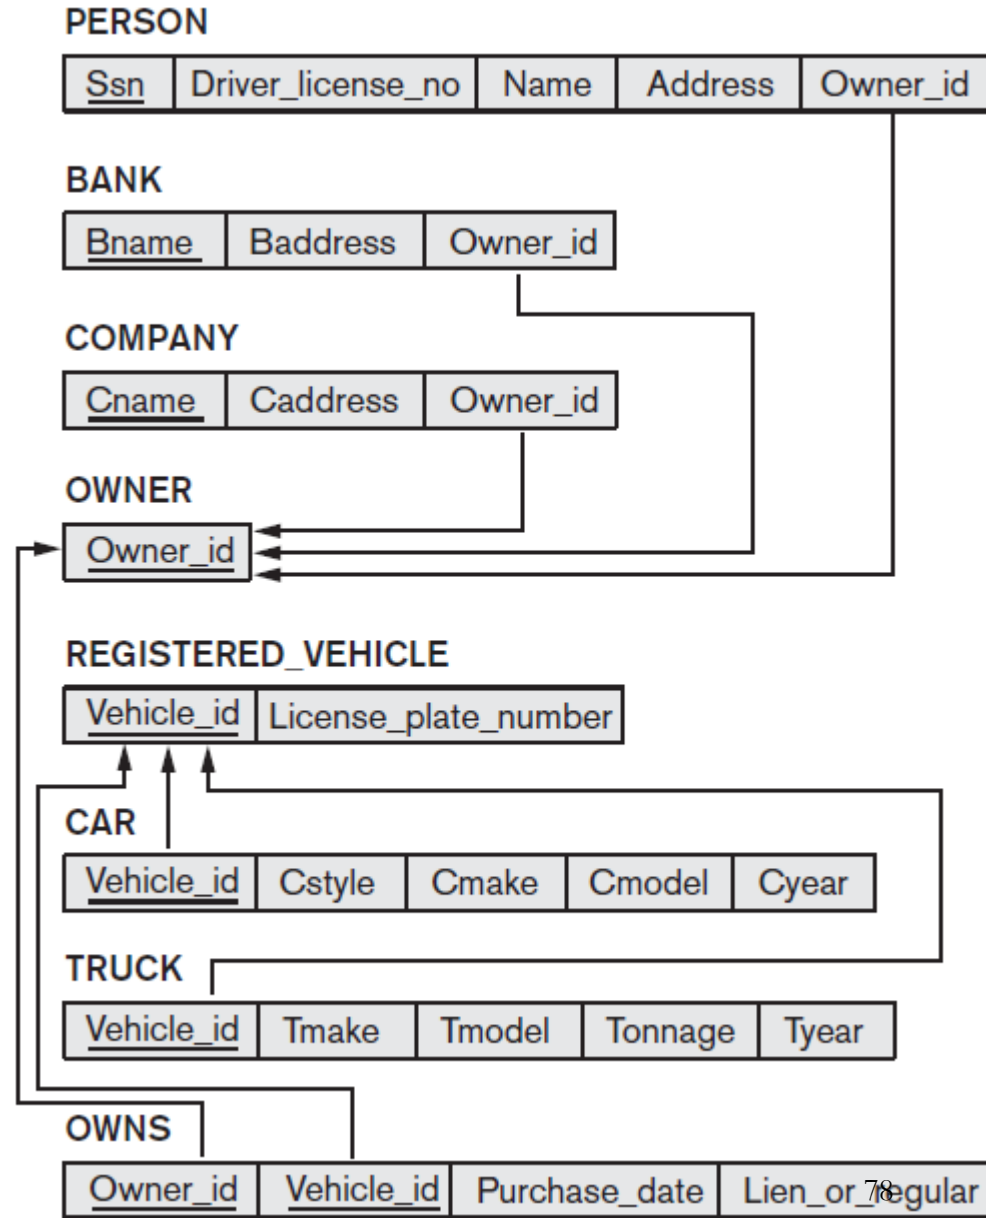 PERSON
Ssn Driver_license_no Name Address Owner_id
BANK
Bname Baddress Owner_id
COMPANY
Cname Caddress Owner_id
OWNER
Owner_id
REGISTERED_VEHICLE
Vehicle_id License_plate_number
CAR
Vehicle_id Cstyle Cmake Cmodel Cyear
TRUCK
Vehicle_id Tmake Tmodel Tonnage Tyear
OWNS
Owner_id Vehicle_id Purchase_date Lien_or_regular
78